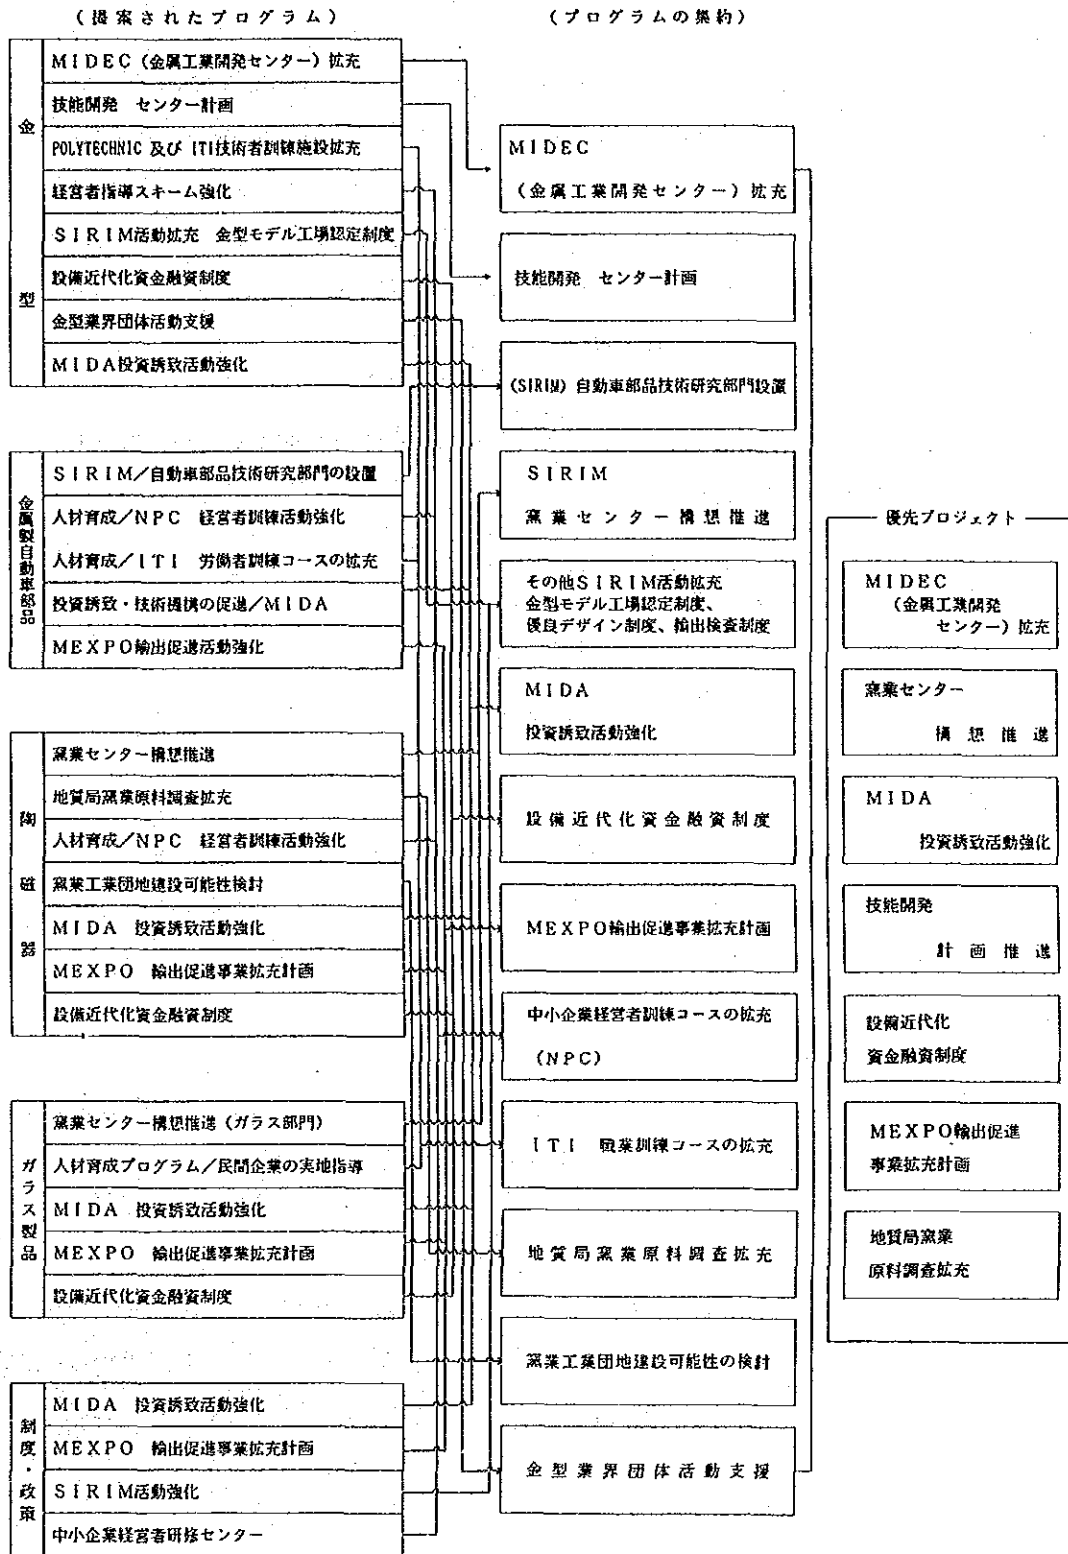 (提案されたプログラム)
(プログラムの集約)
金型
MIDEC(金属工業開発センター)拡充
技能開発 センター計画
POLYTECHNIC 及び ITI技術者訓練施設拡充
経営者指導スキーム強化
SIRIM活動拡充 金型モデル工場認定制度
設備近代化資金融資制度
金型業界団体活動支援
MIDA投資誘致活動強化
金属製自動車部品
SIRIM/自動車部品技術研究部門の設置
人材育成/NPC 経営者訓練活動強化
人材育成/ITI 労働者訓練コースの拡充
投資誘致・技術提携の促進/MIDA
MEXPO輸出促進活動強化
陶磁器
窯業センター構想推進
地質局窯業原料調査拡充
人材育成/NPC 経営者訓練活動強化
窯業工業団地建設可能性検討
MIDA 投資誘致活動強化
MEXPO 輸出促進事業拡充計画
設備近代化資金融資制度
ガラス製品
窯業センター構想推進(ガラス部門)
人材育成プログラム/民間企業の実地指導
MIDA 投資誘致活動強化
MEXPO 輸出促進事業拡充計画
設備近代化資金融資制度
制度・政策
MIDA 投資誘致活動強化
MEXPO 輸出促進事業拡充計画
SIRIM活動強化
中小企業経営者研修センター
MIDEC
(金属工業開発センター)拡充
技能開発 センター計画
(SIRIM) 自動車部品技術研究部門設置
SIRIM
窯業センター構想推進
その他SIRIM活動拡充
金型モデル工場認定制度、
優良デザイン制度、輸出検査制度
MIDA
投資誘致活動強化
設備近代化資金融資制度
MEXPO輸出促進事業拡充計画
中小企業経営者訓練コースの拡充
(NPC)
ITI 職業訓練コースの拡充
地質局窯業原料調査拡充
窯業工業団地建設可能性の検討
金型業界団体活動支援
優先プロジェクト
MIDEC
(金属工業開発
センター)拡充
窯業センター
構想推進
MIDA
投資誘致活動強化
技能開発
計画推進
設備近代化
資金融資制度
MEXPO輸出促進
事業拡充計画
地質局窯業
原料調査拡充